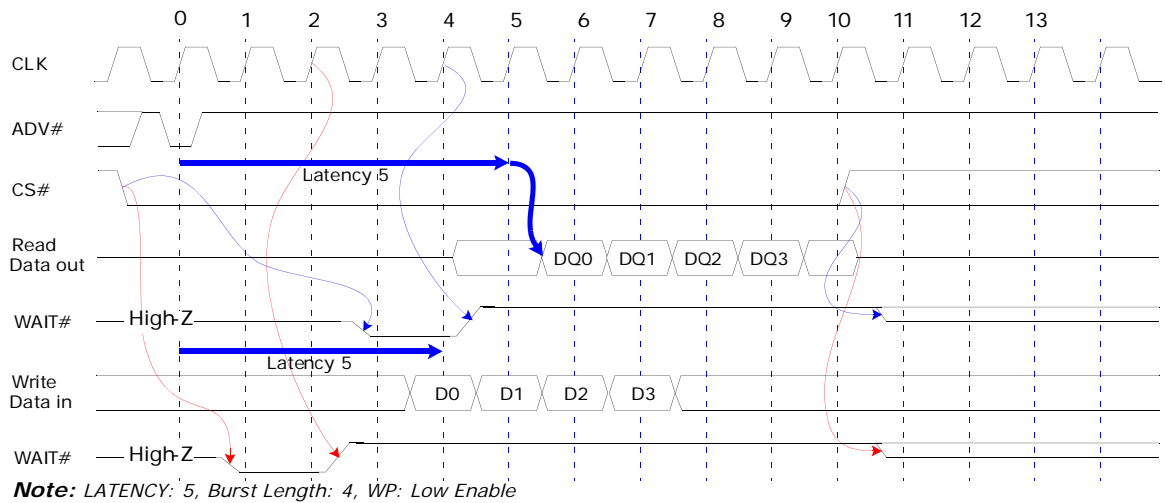 0 1 2 3 4 5 6 7 8 9 10 11 12 13
CLK
ADV#
Latency 5
CS#
Read
Data out
DQ0 DQ1 DQ2 DQ3
WAIT# High-Z
Latency 5
Write
Data in
D0 D1 D2 D3
WAIT# High-Z
Note: LATENCY: 5, Burst Length: 4, WP: Low Enable